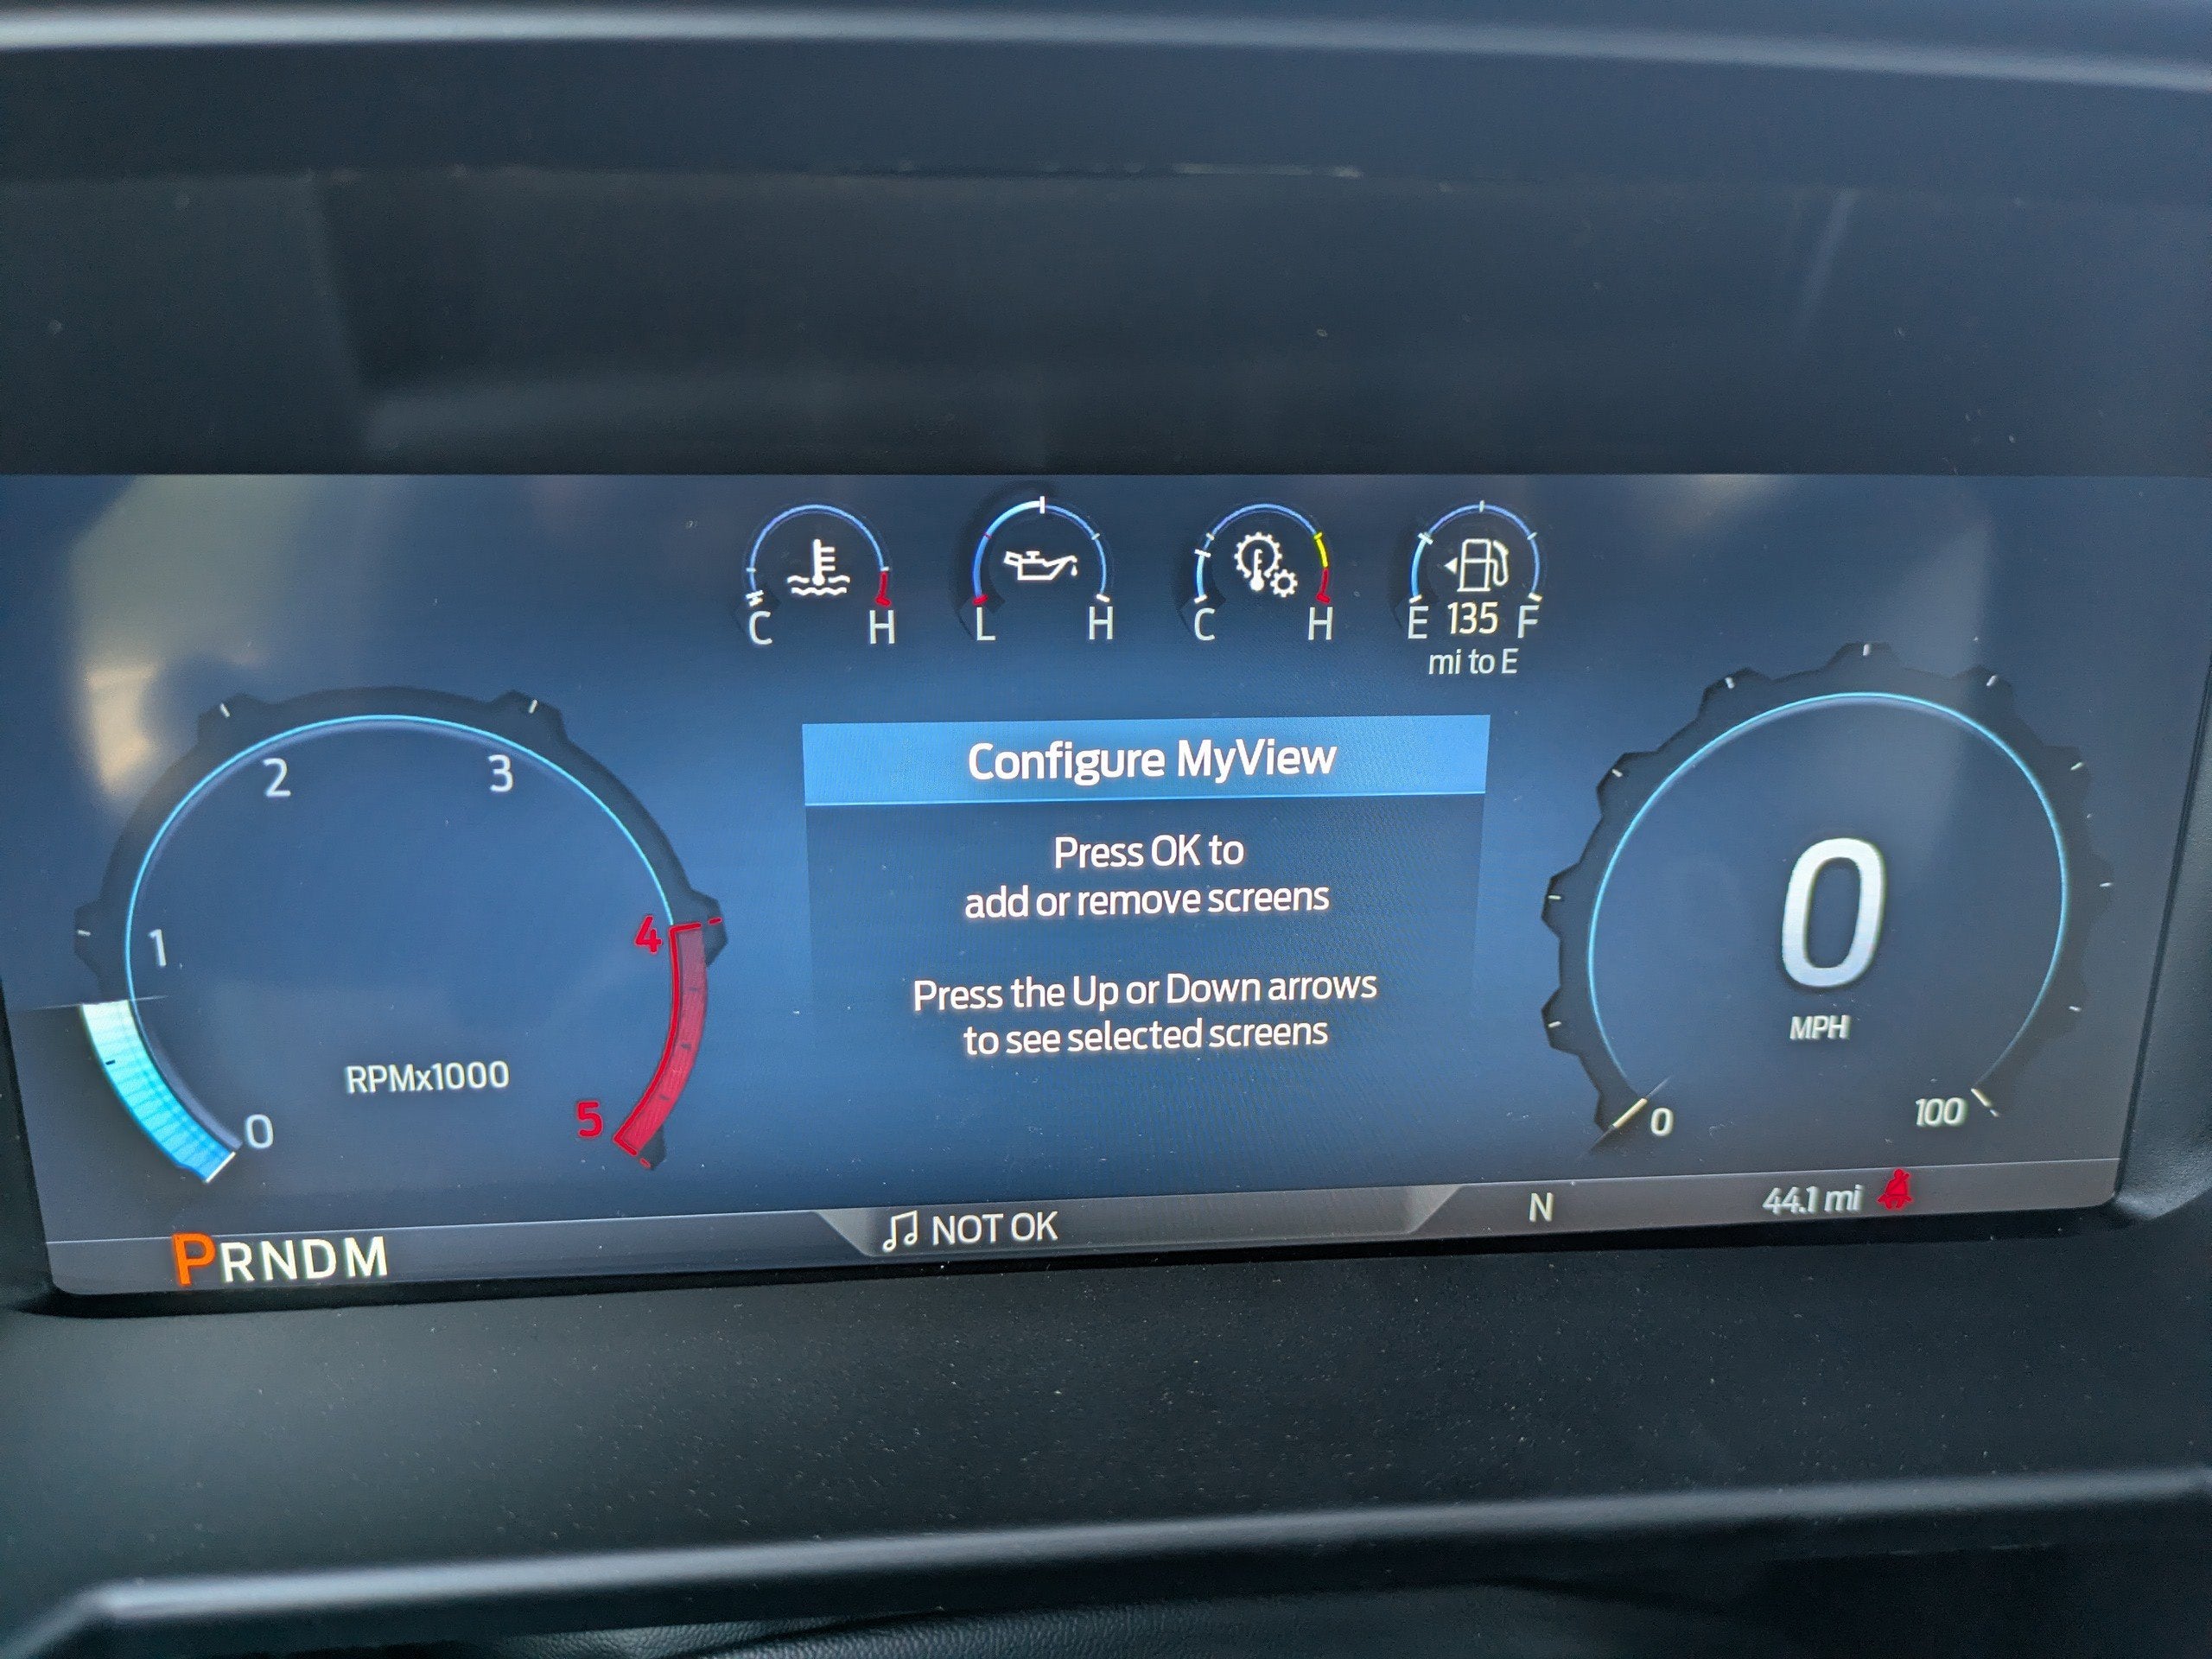 C H
L H
C H
E 135 F
mi to E
Configure MyView
Press OK to
add or remove screens
Press the Up or Down arrows
to see selected screens
0
1
2
3
4
5
RPMx1000
0
MPH
0
100
PRNDM
NOT OK
N
44.1 mi